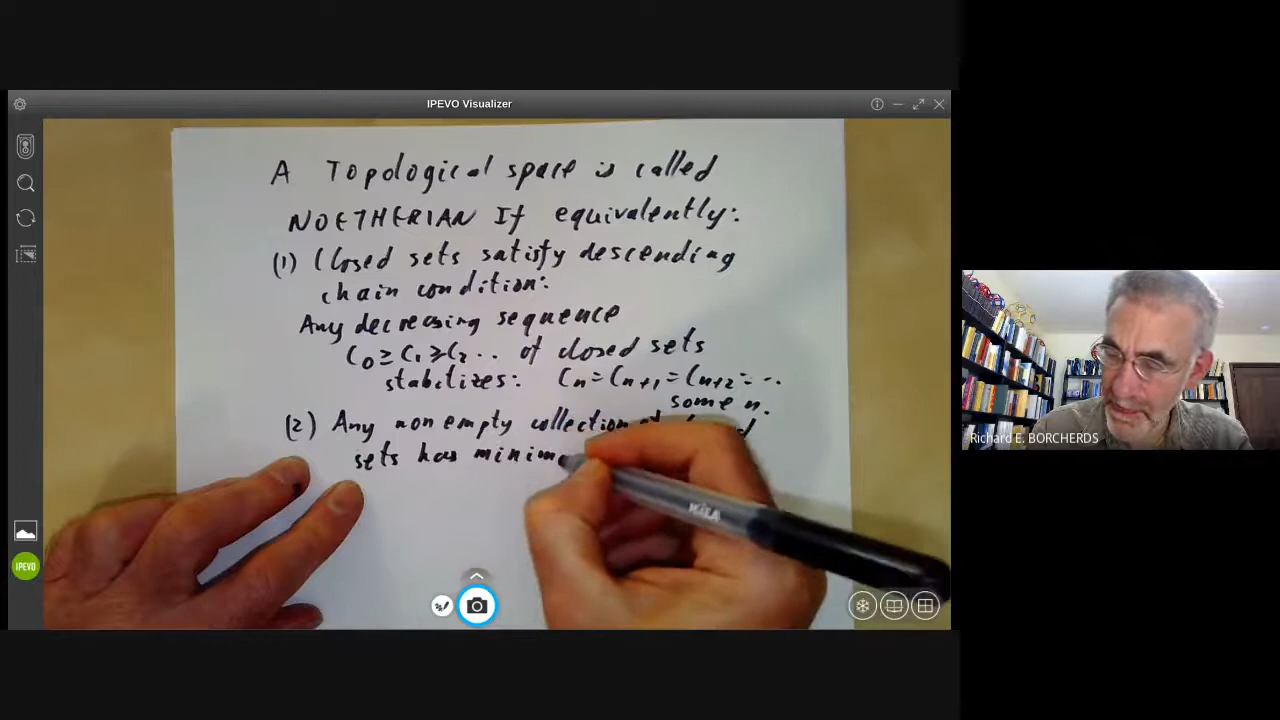 IPEVO Visualizer
A Topological space is called
NOETHERIAN If equivalently:
(1) Closed sets satisfy descending
chain condition:
Any decreasing sequence
C₀ ≥ C₁ ≥ C₂ ... of closed sets
stabilizes: Cn = Cn+1 = Cn+2 = ...
some n.
(2) Any nonempty collection
sets has minim
Richard E. BORCHERDS
IPEVO